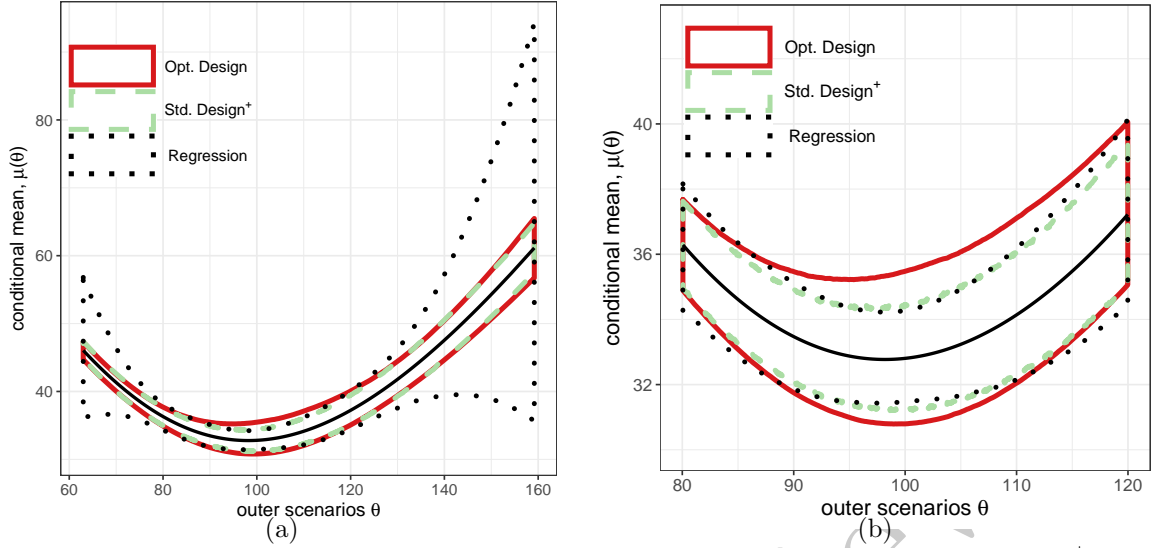 Opt. Design
Std. Design+
Regression
80
60
40
60
80
100
120
140
160
conditional mean, μ(θ)
outer scenarios θ
(a)
Opt. Design
Std. Design+
Regression
40
36
32
80
90
100
110
120
conditional mean, μ(θ)
outer scenarios θ
(b)